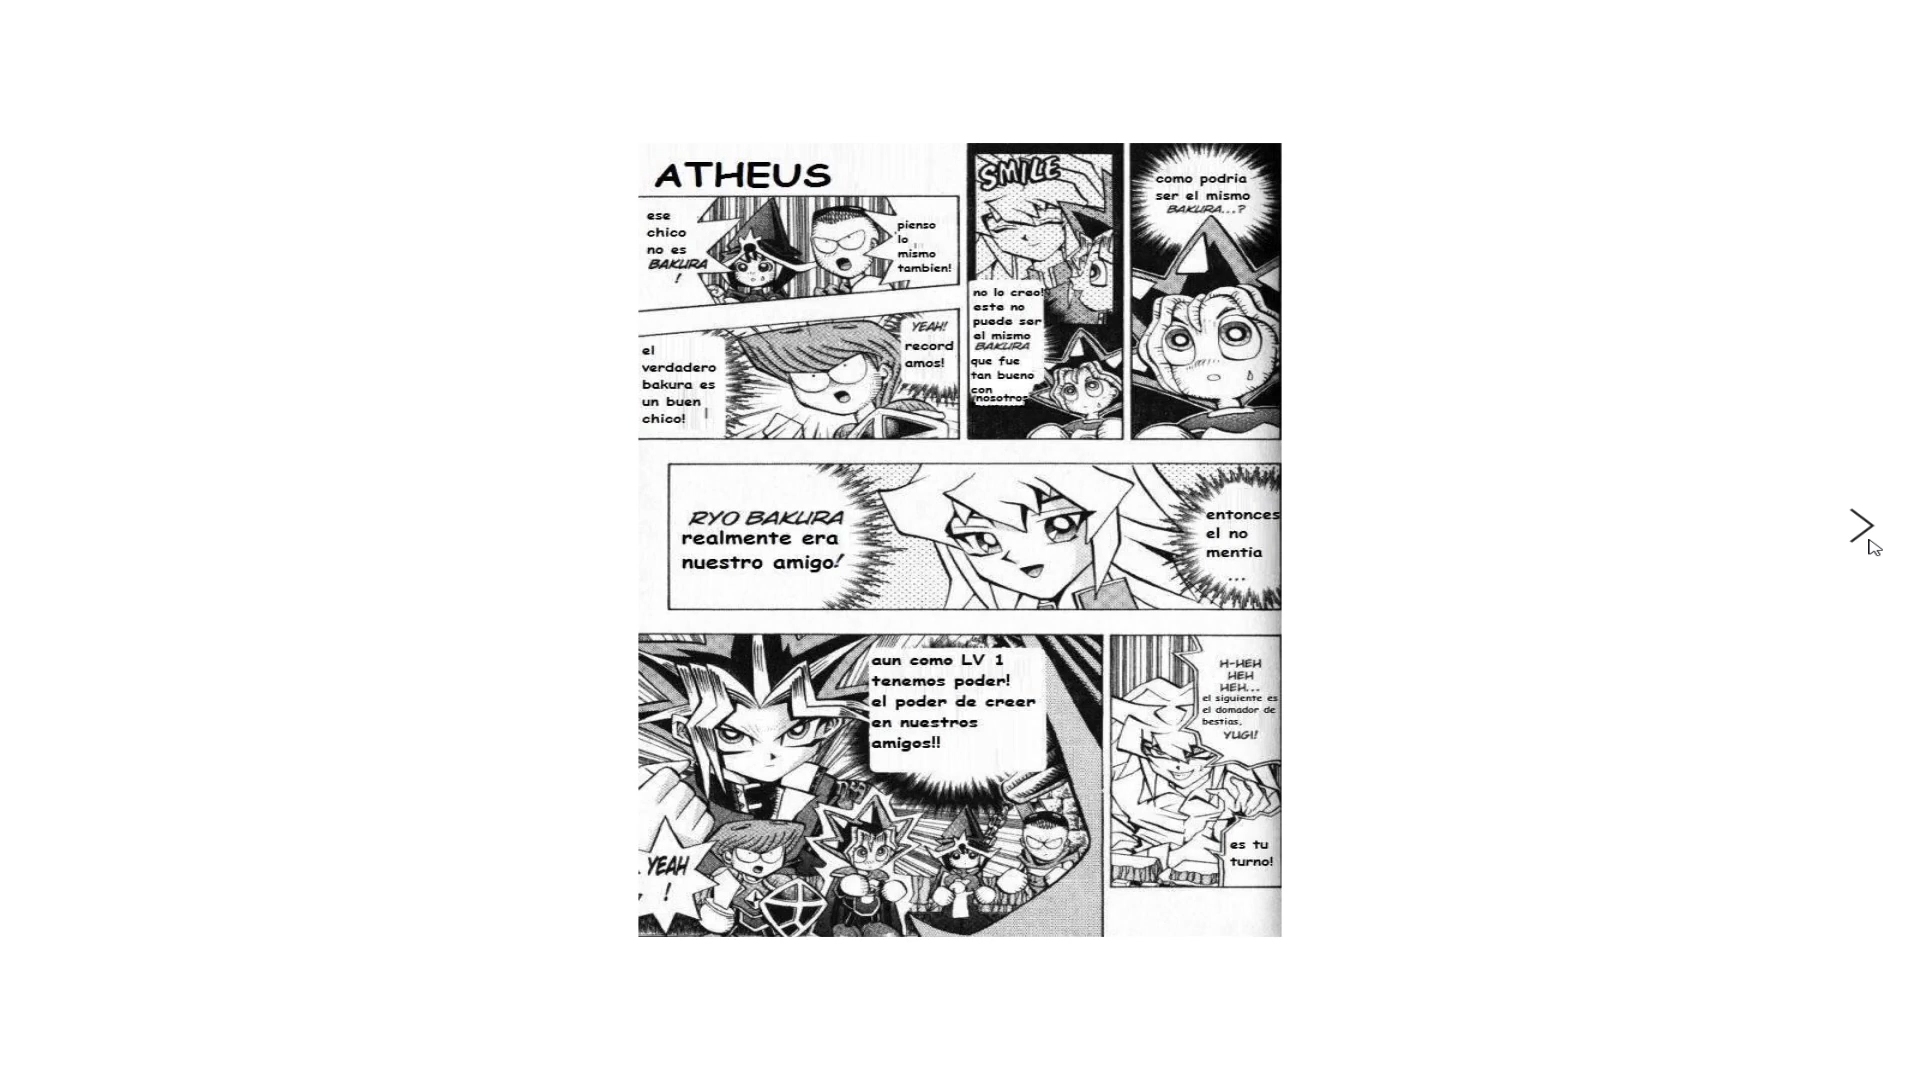 ATHEUS
SMILE
como podria
ser el mismo
BAKURA...?
no lo creo!
este no
puede ser
el mismo
BAKURA
que fue
tan bueno
con
nosotros
pienso
lo
mismo
tambien!
ese
chico
no es
BAKURA
!
YEAH!
record
amos!
el
verdadero
bakura es
un buen
chico!
entonces
el no
mentia
...
RYO BAKURA
realmente era
nuestro amigo!
H-HEH
HEH
HEH...
el siguiente es
el domador de
bestias,
YUGI!
es tu
turno!
aun como LV 1
tenemos poder!
el poder de creer
en nuestros
amigos!!
YEAH
!